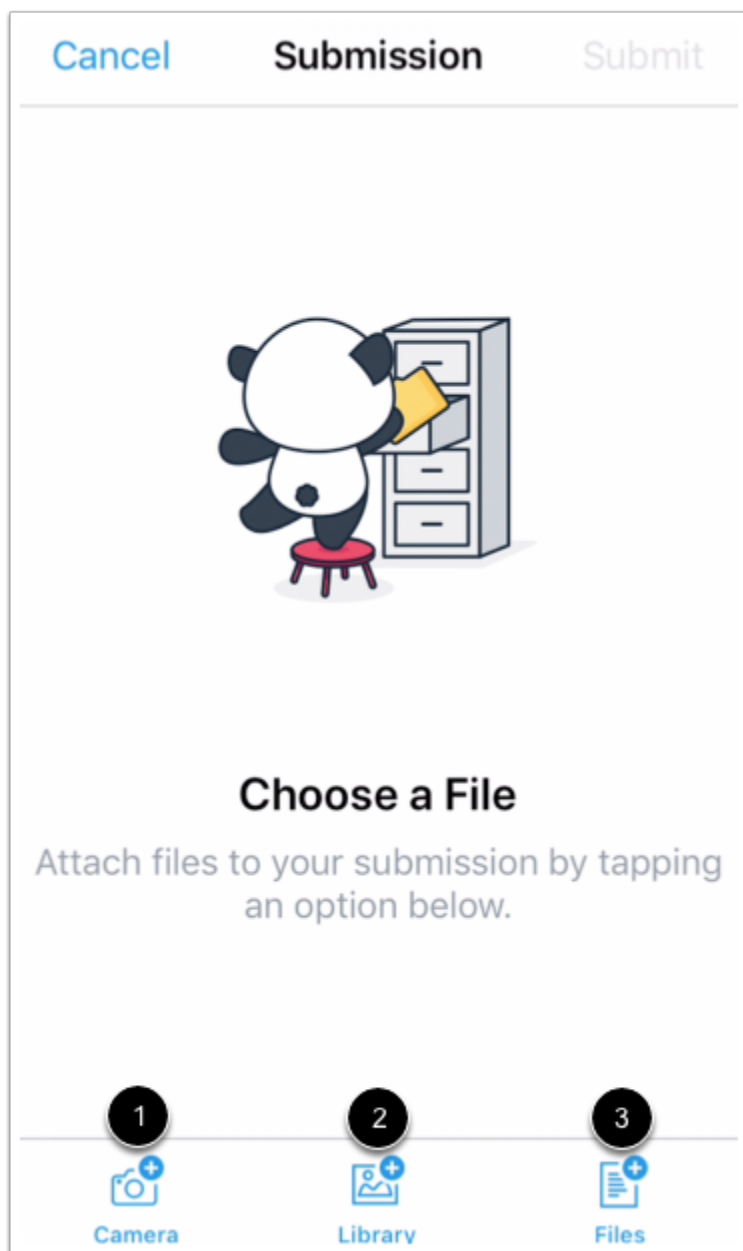 Cancel Submission Submit
Choose a File
Attach files to your submission by tapping
an option below.
1 2 3
Camera Library Files